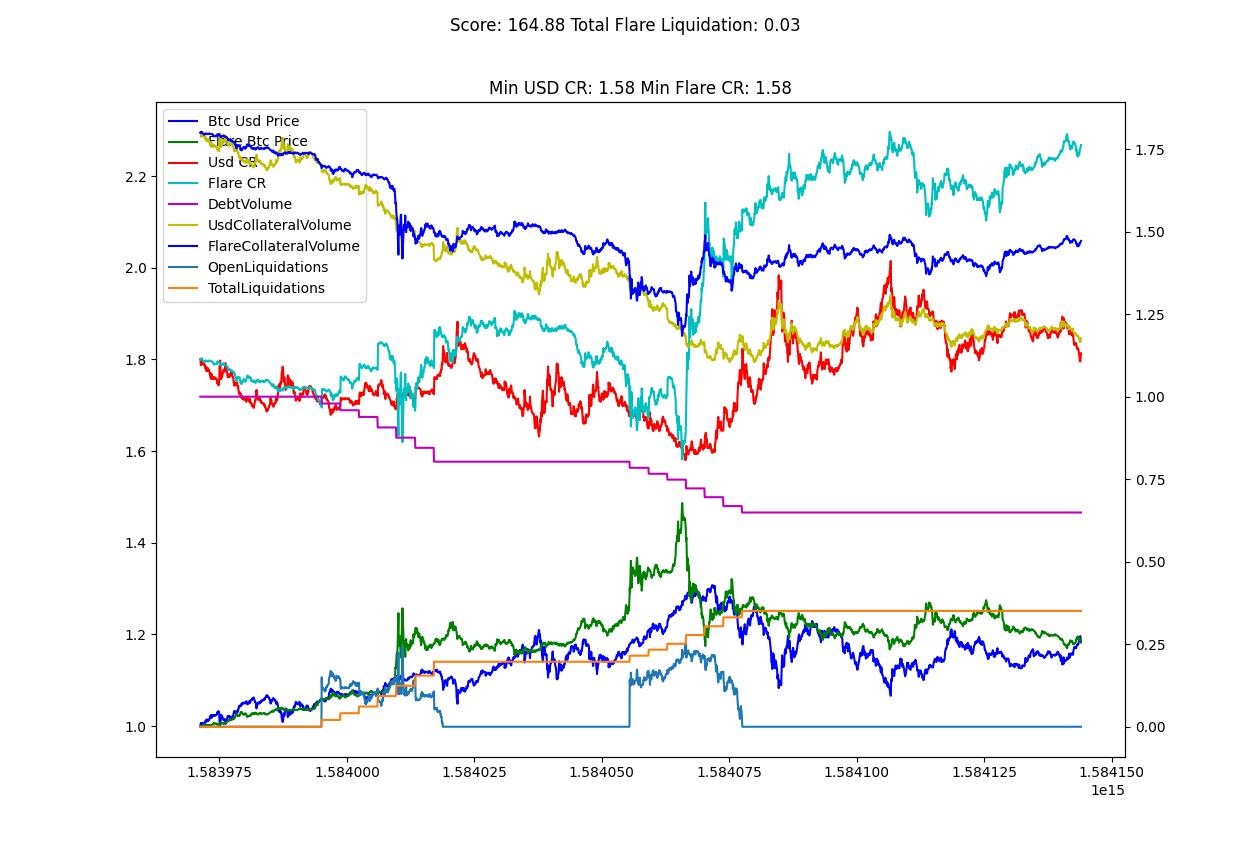 Score: 164.88 Total Flare Liquidation: 0.03
Min USD CR: 1.58 Min Flare CR: 1.58
Btc Usd Price
Flare Btc Price
Usd CR
Flare CR
DebtVolume
UsdCollateralVolume
FlareCollateralVolume
OpenLiquidations
TotalLiquidations
2.2
2.0
1.8
1.6
1.4
1.2
1.0
1.75
1.50
1.25
1.00
0.75
0.50
0.25
0.00
1.583975 1.584000 1.584025 1.584050 1.584075 1.584100 1.584125 1.584150
1e15